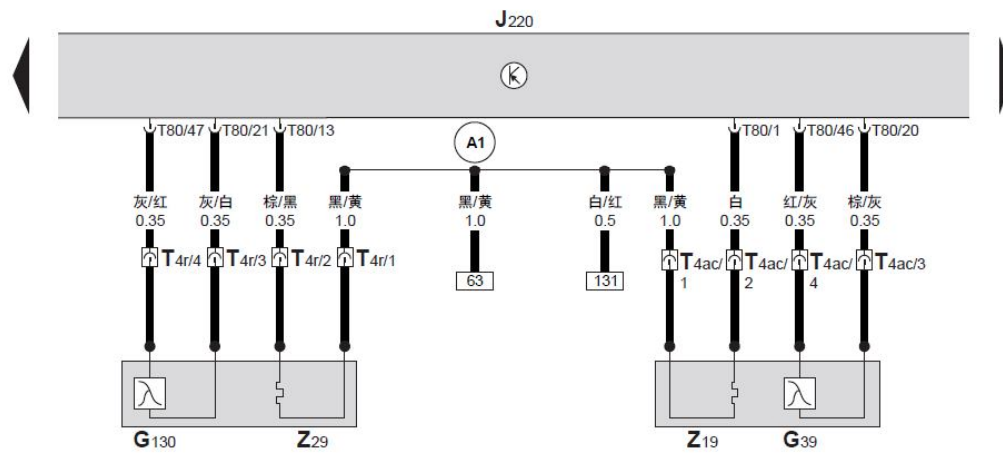 J220
T80/47 T80/21 T80/13 T80/1 T80/46 T80/20
A1
灰/红 灰/白 棕/黑 黑/黄 黑/黄 白/红 黑/黄 白 红/灰 棕/灰
0.35 0.35 0.35 1.0 1.0 0.5 1.0 0.35 0.35 0.35
T4r/4 T4r/3 T4r/2 T4r/1 T4ac/1 T4ac/2 T4ac/4 T4ac/3
63 131
G130 Z29 Z19 G39